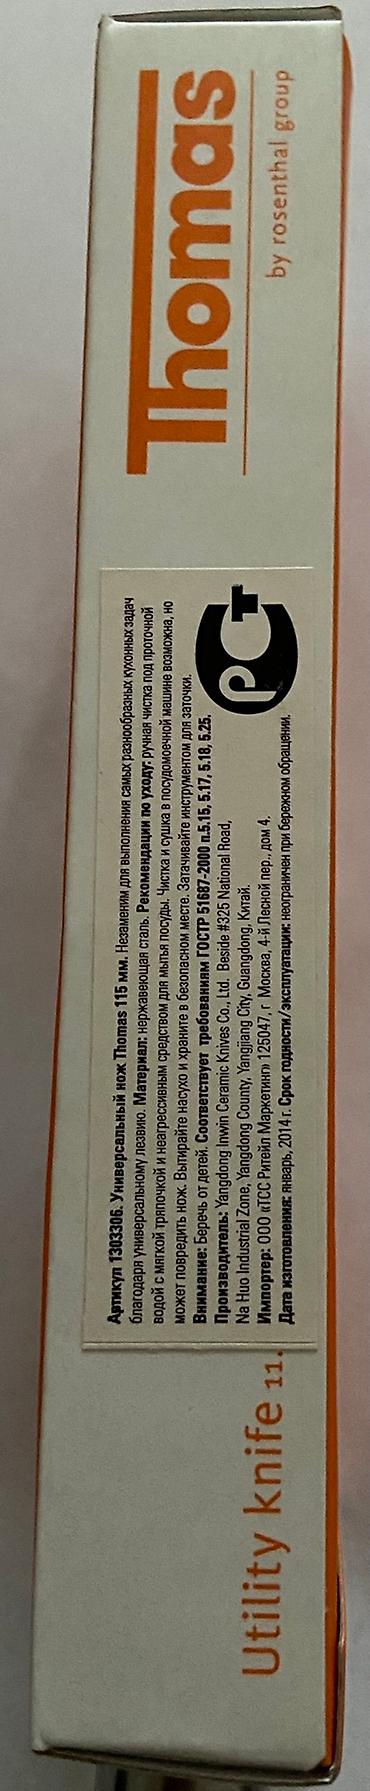 Thomas
by rosenthal group
Артикул 1303306. Универсальный нож Thomas 115 мм. Незаменим для выполнения самых разнообразных кухонных задач
благодаря универсальному лезвию. Материал: нержавеющая сталь. Рекомендации по уходу: ручная чистка под проточной
водой с мягкой тряпочкой и неагрессивным средством для мытья посуды. Чистка и сушка в посудомоечной машине возможна, но
может повредить нож. Вытирайте насухо и храните в безопасном месте. Затачивайте инструментом для заточки.
Внимание: Беречь от детей. Соответствует требованиям ГОСТР 51687-2000 п.5.15, 5.17, 5.18, 5.25.
Производитель: Yangdong Inwin Ceramic Knives Co., Ltd. Beside #325 National Road,
Na Huo Industrial Zone, Yangdong County, Yangjiang City, Guangdong, Китай.
Импортер: ООО «ТСС Ритейл Маркетинг» 125047, г Москва, 4-й Лесной пер., дом 4.
Дата изготовления: январь, 2014 г. Срок годности/эксплуатации: неограничен при бережном обращении.
РСТ
Utility knife 11.